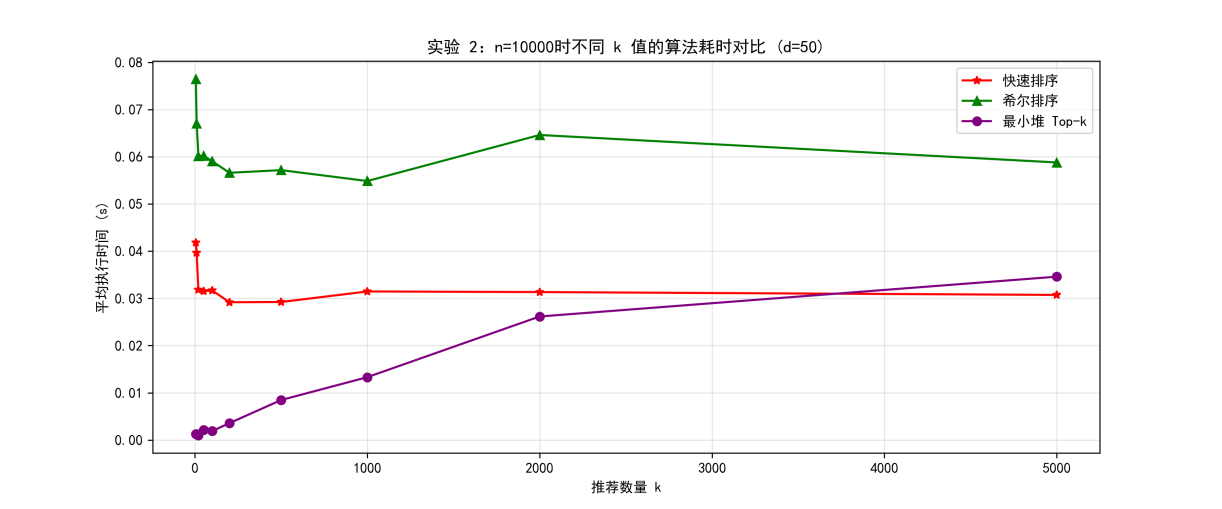 实验 2: n=10000时不同 k 值的算法耗时对比 (d=50)
快速排序
希尔排序
最小堆 Top-k
平均执行时间 (s)
0.08
0.07
0.06
0.05
0.04
0.03
0.02
0.01
0.00
0 1000 2000 3000 4000 5000
推荐数量 k